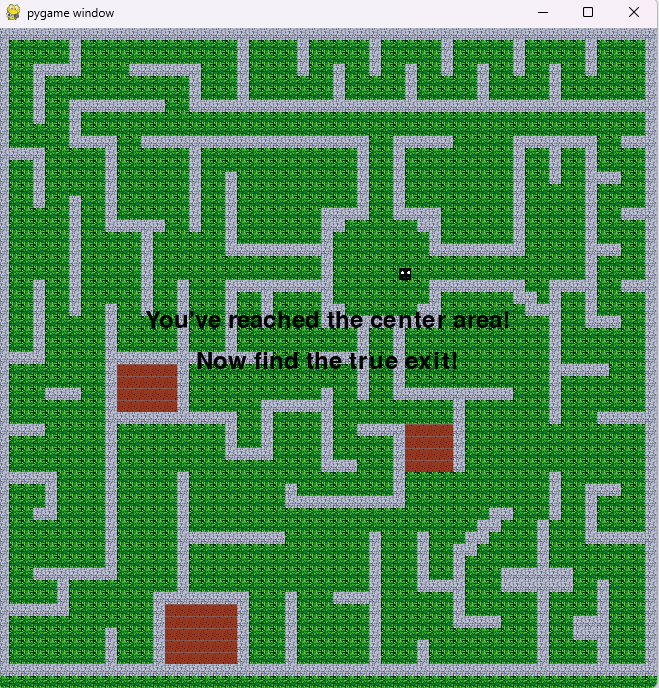 pygame window
You've reached the center area!
Now find the true exit!